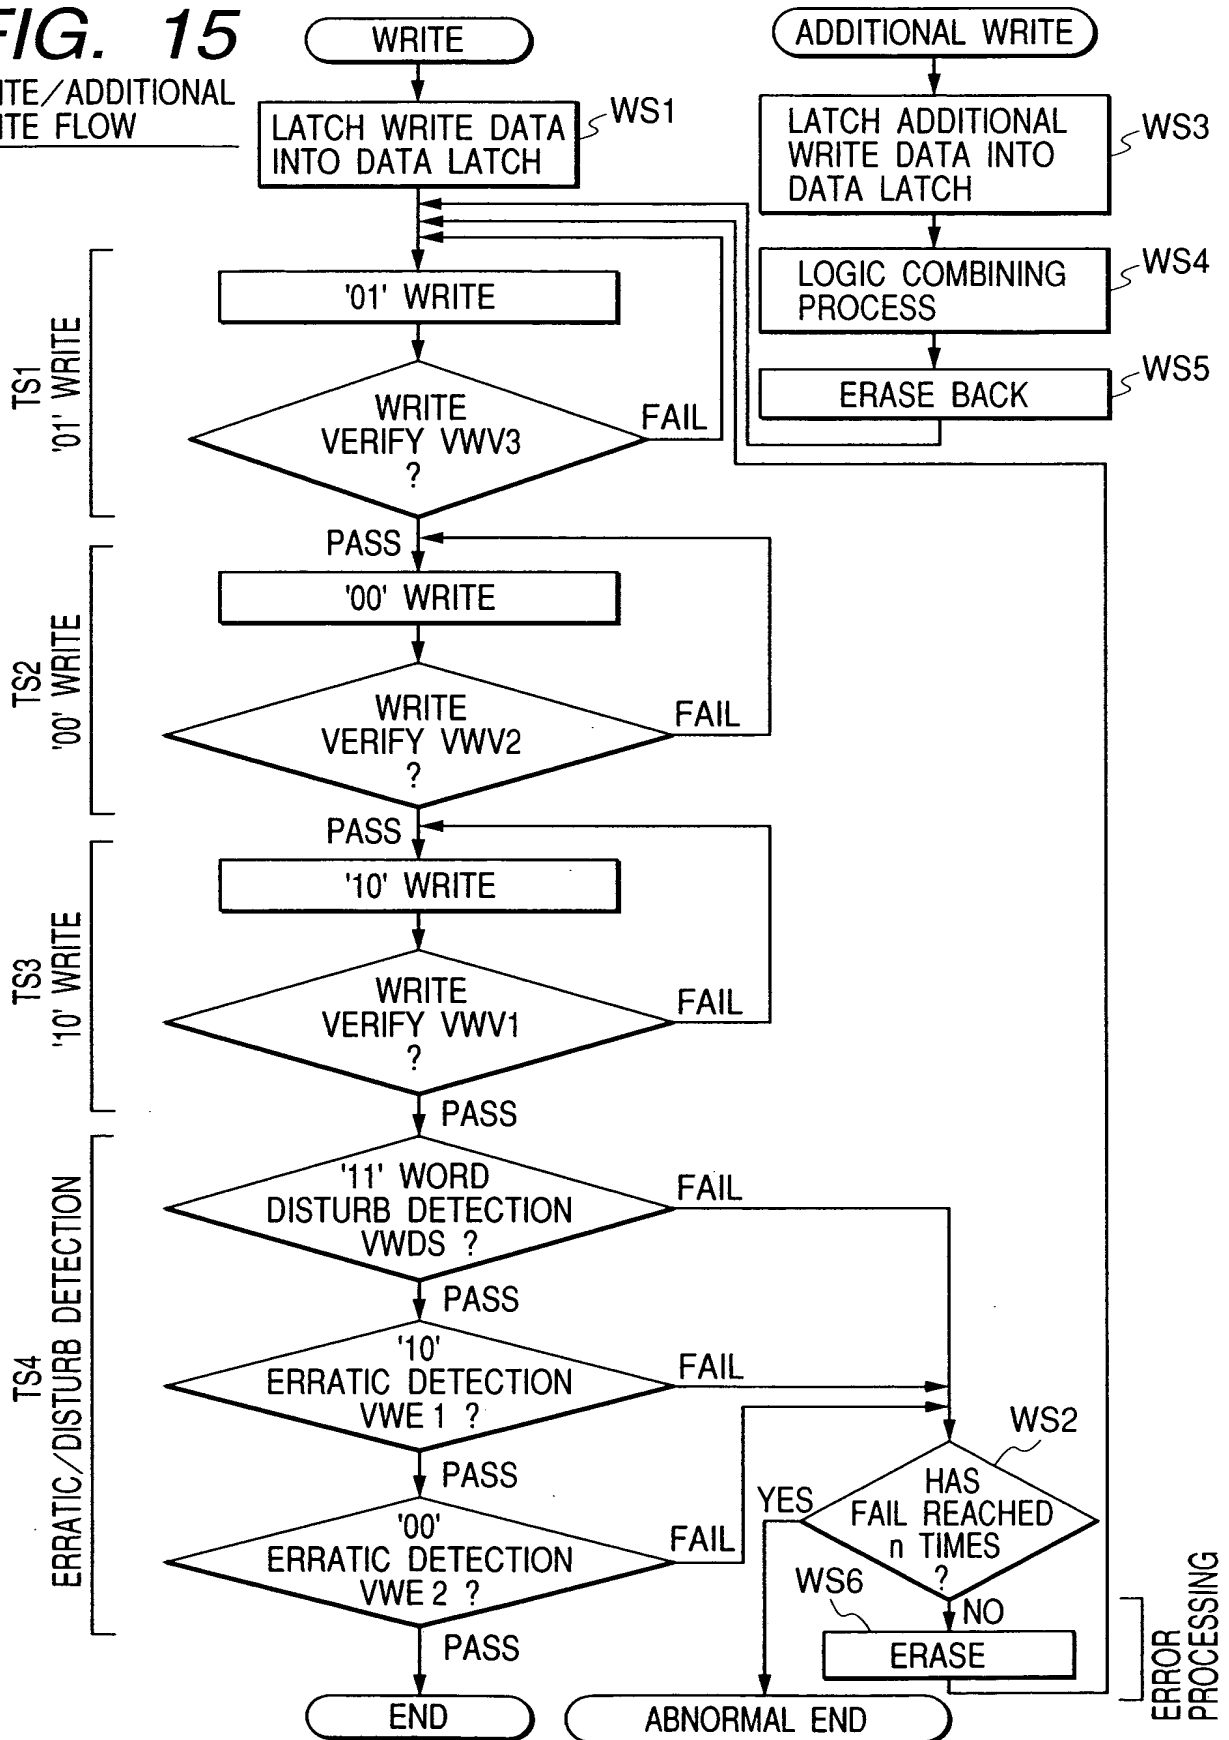 FIG. 15
ITE/ADDITIONAL
ITE FLOW
WRITE
LATCH WRITE DATA
INTO DATA LATCH
WS1
ADDITIONAL WRITE
LATCH ADDITIONAL
WRITE DATA INTO
DATA LATCH
WS3
LOGIC COMBINING
PROCESS
WS4
ERASE BACK
WS5
TS1
'01' WRITE
'01' WRITE
WRITE
VERIFY VWV3
?
FAIL
PASS
TS2
'00' WRITE
'00' WRITE
WRITE
VERIFY VWV2
?
FAIL
PASS
TS3
'10' WRITE
'10' WRITE
WRITE
VERIFY VWV1
?
FAIL
PASS
TS4
ERRATIC/DISTURB DETECTION
'11' WORD
DISTURB DETECTION
VWDS ?
FAIL
PASS
'10'
ERRATIC DETECTION
VWE 1 ?
FAIL
PASS
'00'
ERRATIC DETECTION
VWE 2 ?
FAIL
PASS
END
WS2
HAS
FAIL REACHED
n TIMES
?
YES
NO
WS6
ERASE
ERROR
PROCESSING
ABNORMAL END